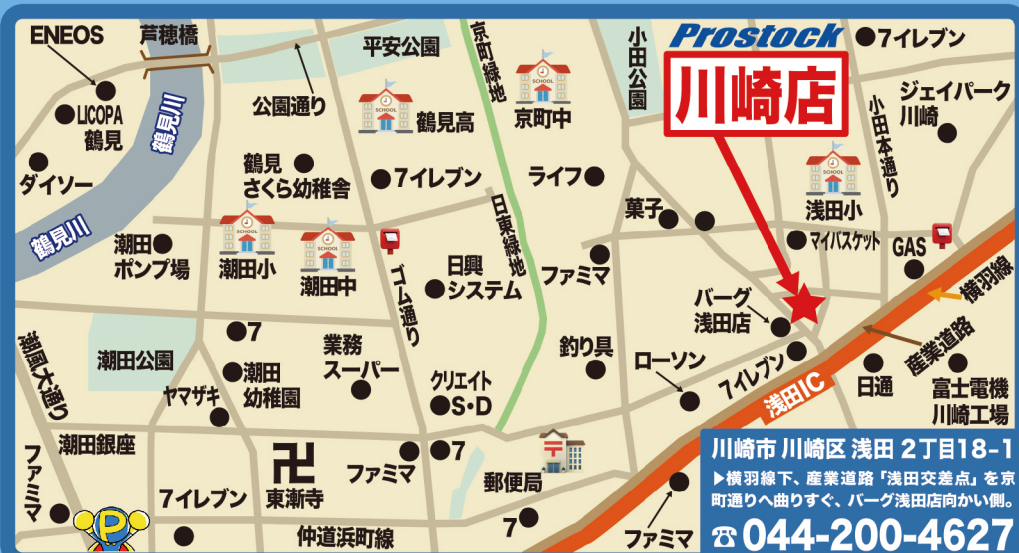 ENEOS
芦穂橋
平安公園
京町緑地
小田公園
Prostock
7イレブン
川崎店
LICOPA
鶴見
鶴見川
公園通り
鶴見高
京町中
小田本通り
ジェイパーク
川崎
ダイソー
鶴見
さくら幼稚舎
7イレブン
ライフ
浅田小
鶴見川
潮田
ポンプ場
潮田小
潮田中
ゴム通り
日東緑地
菓子
マイバスケット
GAS
日興
システム
ファミマ
横羽線
バーグ
浅田店
産業道路
潮風大通り
潮田公園
7
業務
スーパー
釣り具
ローソン
7イレブン
浅田IC
日通
富士電機
川崎工場
ヤマザキ
潮田
幼稚園
クリエイト
S・D
潮田銀座
ファミマ
卍
東漸寺
ファミマ
7
郵便局
7イレブン
仲道浜町線
7
ファミマ
P
川崎市 川崎区 浅田 2丁目18-1
▶横羽線下、産業道路「浅田交差点」を京
町通りへ曲りすぐ、バーグ浅田店向かい側。
☎044-200-4627
SCHOOL
SCHOOL
SCHOOL
SCHOOL
SCHOOL
〒